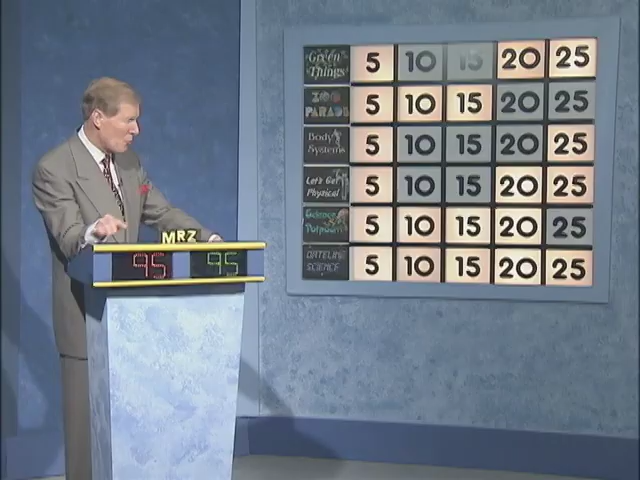 Green Things 5 10 15 20 25
ZOO PARADE 5 10 15 20 25
Body Systems 5 10 15 20 25
Let's Get Physical 5 10 15 20 25
Science Potpourri 5 10 15 20 25
DATELINE SCIENCE 5 10 15 20 25
MRZ
95 95